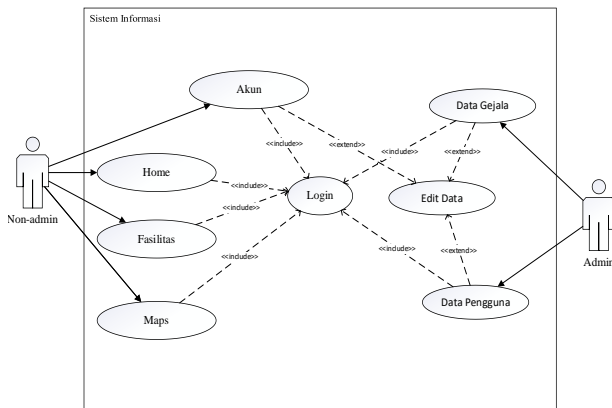 Sistem Informasi
Akun
Data Gejala
<<include>>
<<extend>>
<<include>>
<<extend>>
Home
<<include>>
Login
Edit Data
Non-admin
<<include>>
Fasilitas
<<include>>
<<include>>
<<extend>>
Admin
Maps
Data Pengguna